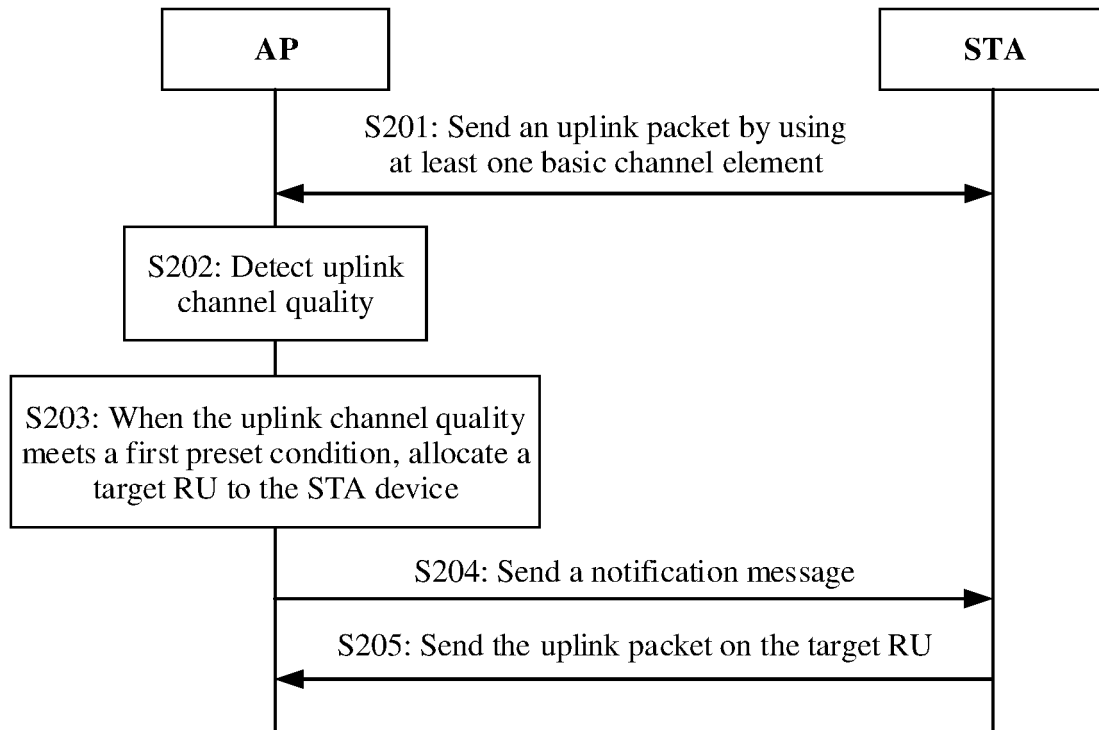 AP
STA
S201: Send an uplink packet by using
at least one basic channel element
S202: Detect uplink
channel quality
S203: When the uplink channel quality
meets a first preset condition, allocate a
target RU to the STA device
S204: Send a notification message
S205: Send the uplink packet on the target RU